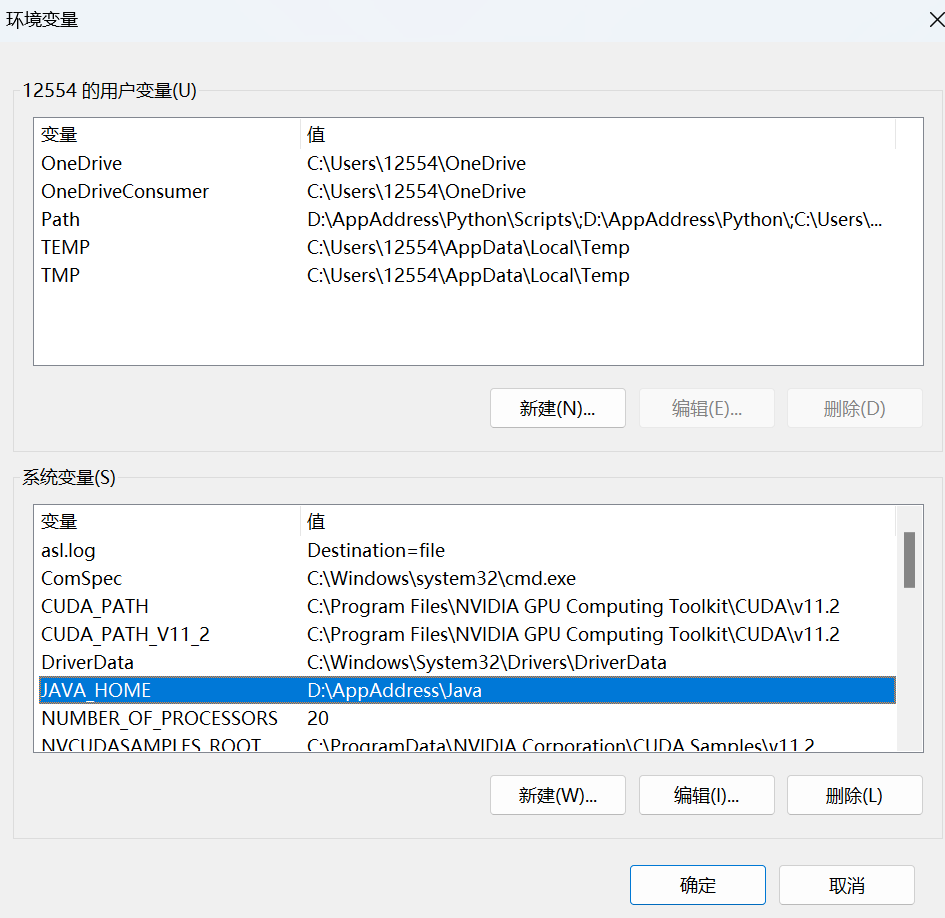 环境变量
12554 的用户变量(U)
变量 值
OneDrive C:\Users\12554\OneDrive
OneDriveConsumer C:\Users\12554\OneDrive
Path D:\AppAddress\Python\Scripts\;D:\AppAddress\Python\;C:\Users\...
TEMP C:\Users\12554\AppData\Local\Temp
TMP C:\Users\12554\AppData\Local\Temp
新建(N)... 编辑(E)... 删除(D)
系统变量(S)
变量 值
asl.log Destination=file
ComSpec C:\Windows\system32\cmd.exe
CUDA_PATH C:\Program Files\NVIDIA GPU Computing Toolkit\CUDA\v11.2
CUDA_PATH_V11_2 C:\Program Files\NVIDIA GPU Computing Toolkit\CUDA\v11.2
DriverData C:\Windows\System32\Drivers\DriverData
JAVA_HOME D:\AppAddress\Java
NUMBER_OF_PROCESSORS 20
NVCUDASAMPLES_ROOT C:\ProgramData\NVIDIA Corporation\CUDA Samples\v11.2
新建(W)... 编辑(I)... 删除(L)
确定 取消